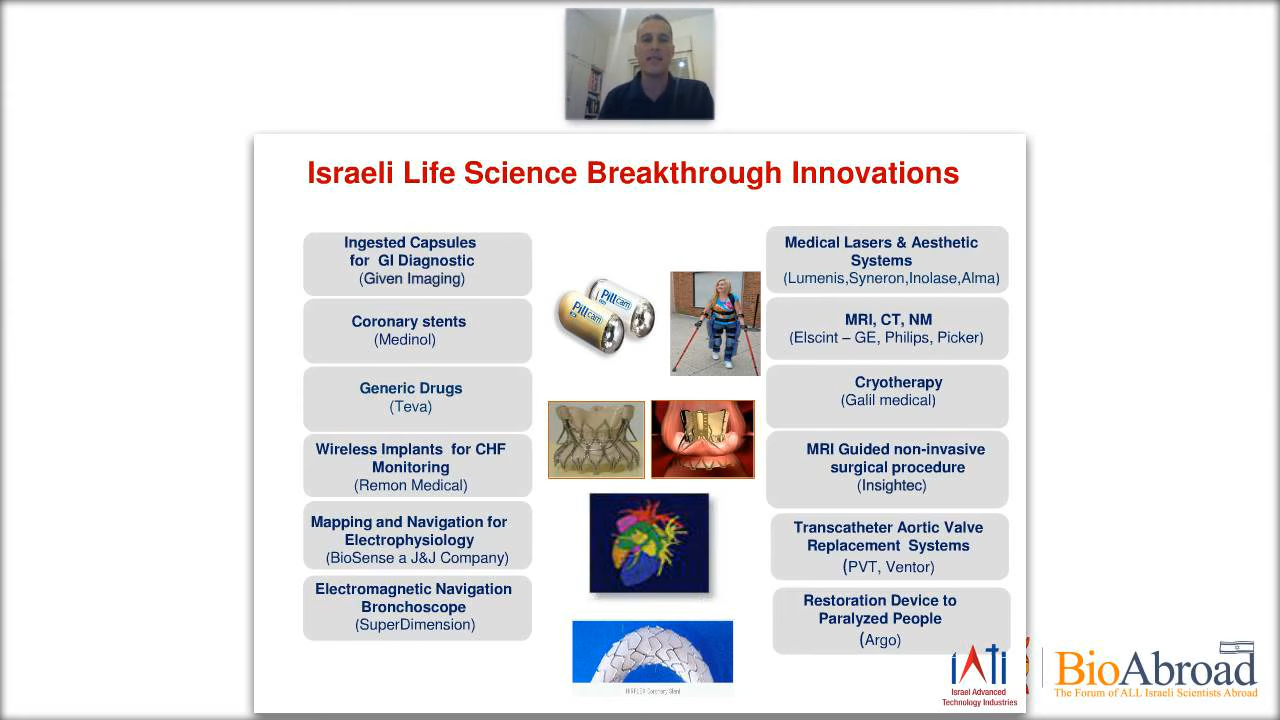 Israeli Life Science Breakthrough Innovations
Ingested Capsules
for GI Diagnostic
(Given Imaging)
Coronary stents
(Medinol)
Generic Drugs
(Teva)
Wireless Implants for CHF
Monitoring
(Remon Medical)
Mapping and Navigation for
Electrophysiology
(BioSense a J&J Company)
Electromagnetic Navigation
Bronchoscope
(SuperDimension)
Pillcam
Pillcam
Coronary Stent
Medical Lasers & Aesthetic
Systems
(Lumenis,Syneron,Inolase,Alma)
MRI, CT, NM
(Elscint – GE, Philips, Picker)
Cryotherapy
(Galil medical)
MRI Guided non-invasive
surgical procedure
(Insightec)
Transcatheter Aortic Valve
Replacement Systems
(PVT, Ventor)
Restoration Device to
Paralyzed People
(Argo)
iATi
Israel Advanced
Technology Industries
BioAbroad
The Forum of ALL Israeli Scientists Abroad